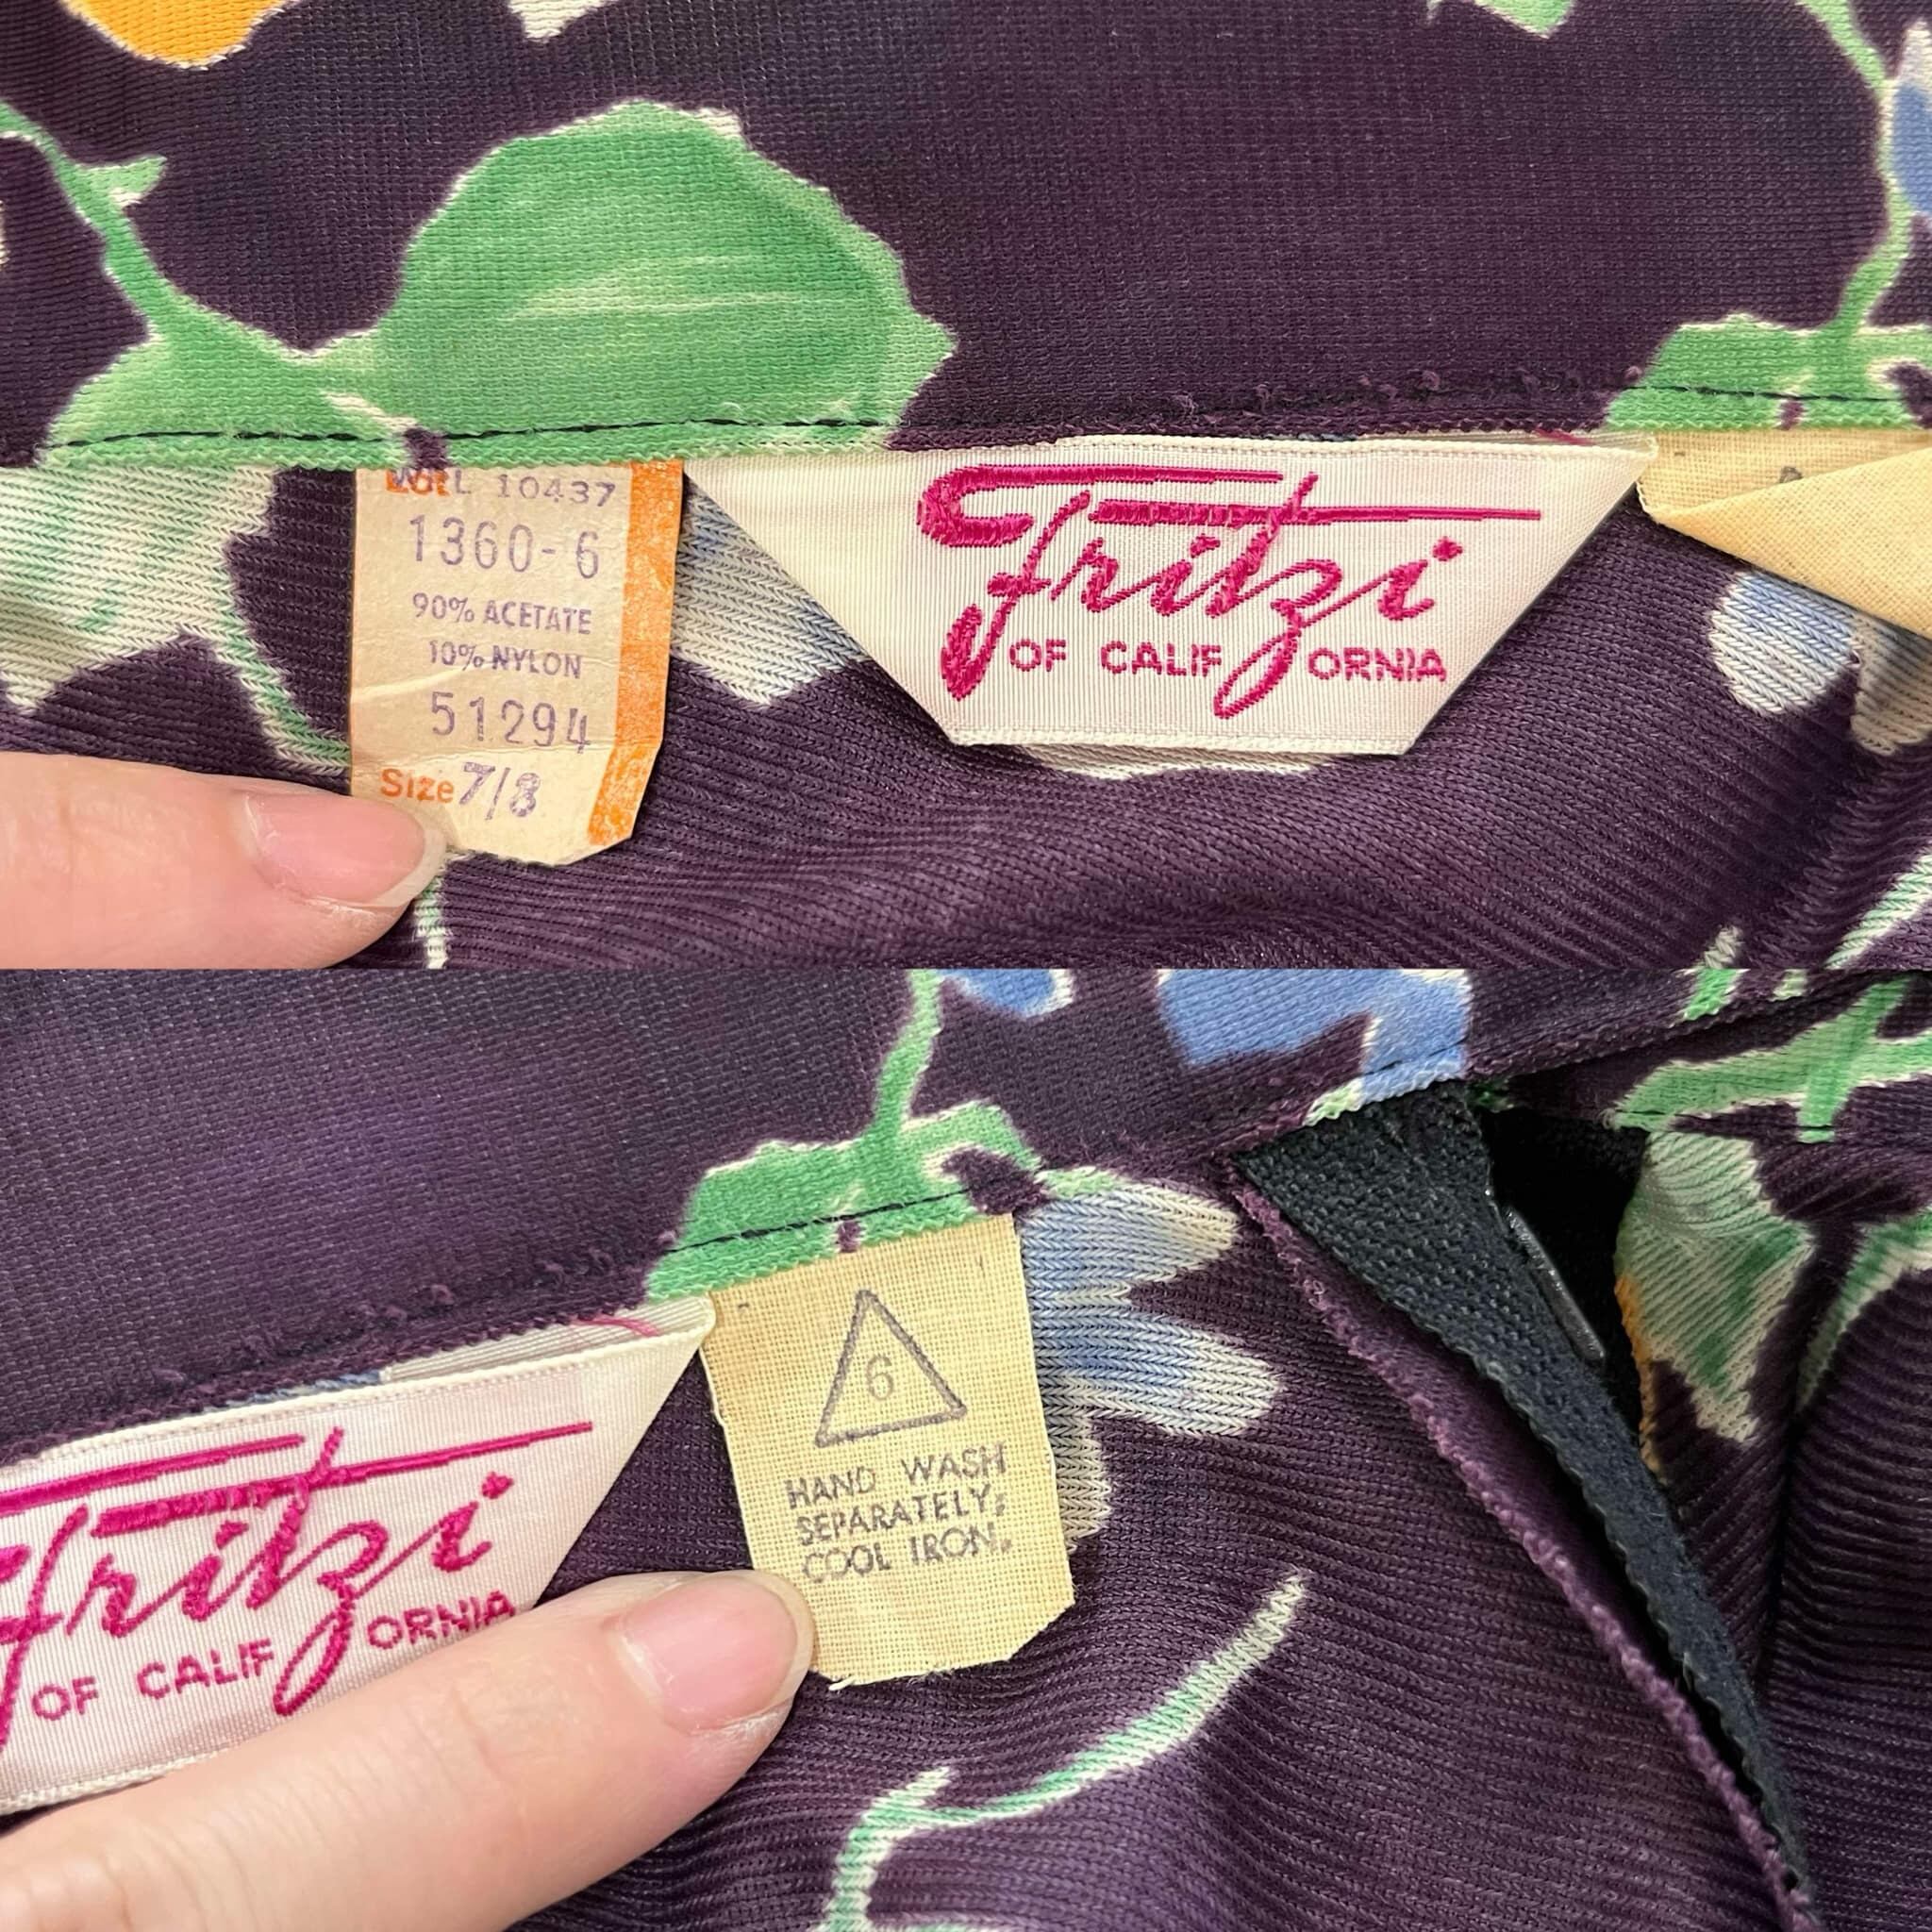 WPL 10437
1360-6
90% ACETATE
10% NYLON
51294
Size 7/8
Fritzi
OF CALIFORNIA
6
HAND WASH
SEPARATELY;
COOL IRON.
Fritzi
OF CALIFORNIA